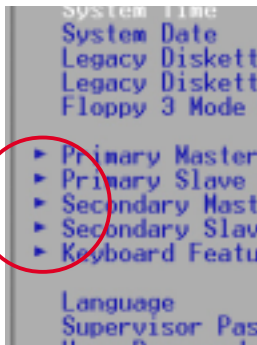 System Time
System Date
Legacy Diskett
Legacy Diskett
Floppy 3 Mode
Primary Master
Primary Slave
Secondary Mast
Secondary Slav
Keyboard Featu
Language
Supervisor Pas